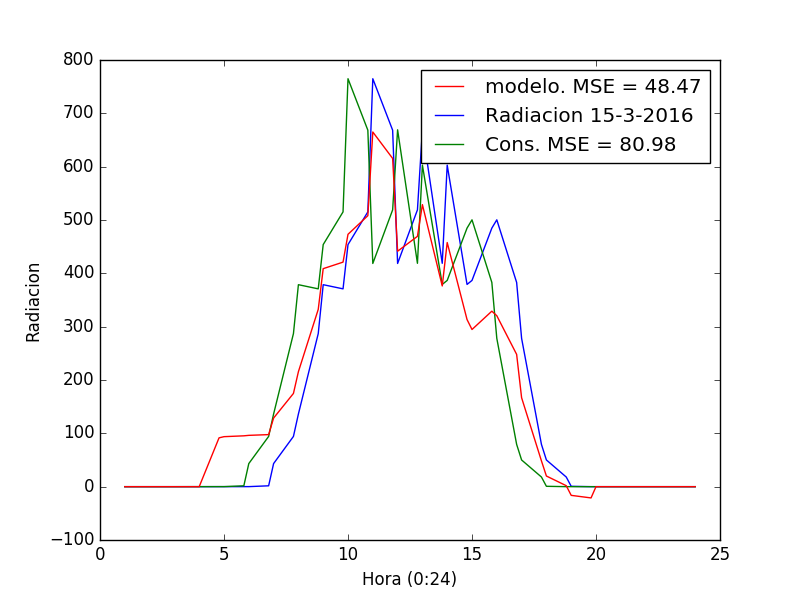 modelo. MSE = 48.47
Radiacion 15-3-2016
Cons. MSE = 80.98
800
700
600
500
400
300
200
100
0
−100
Radiacion
0 5 10 15 20 25
Hora (0:24)